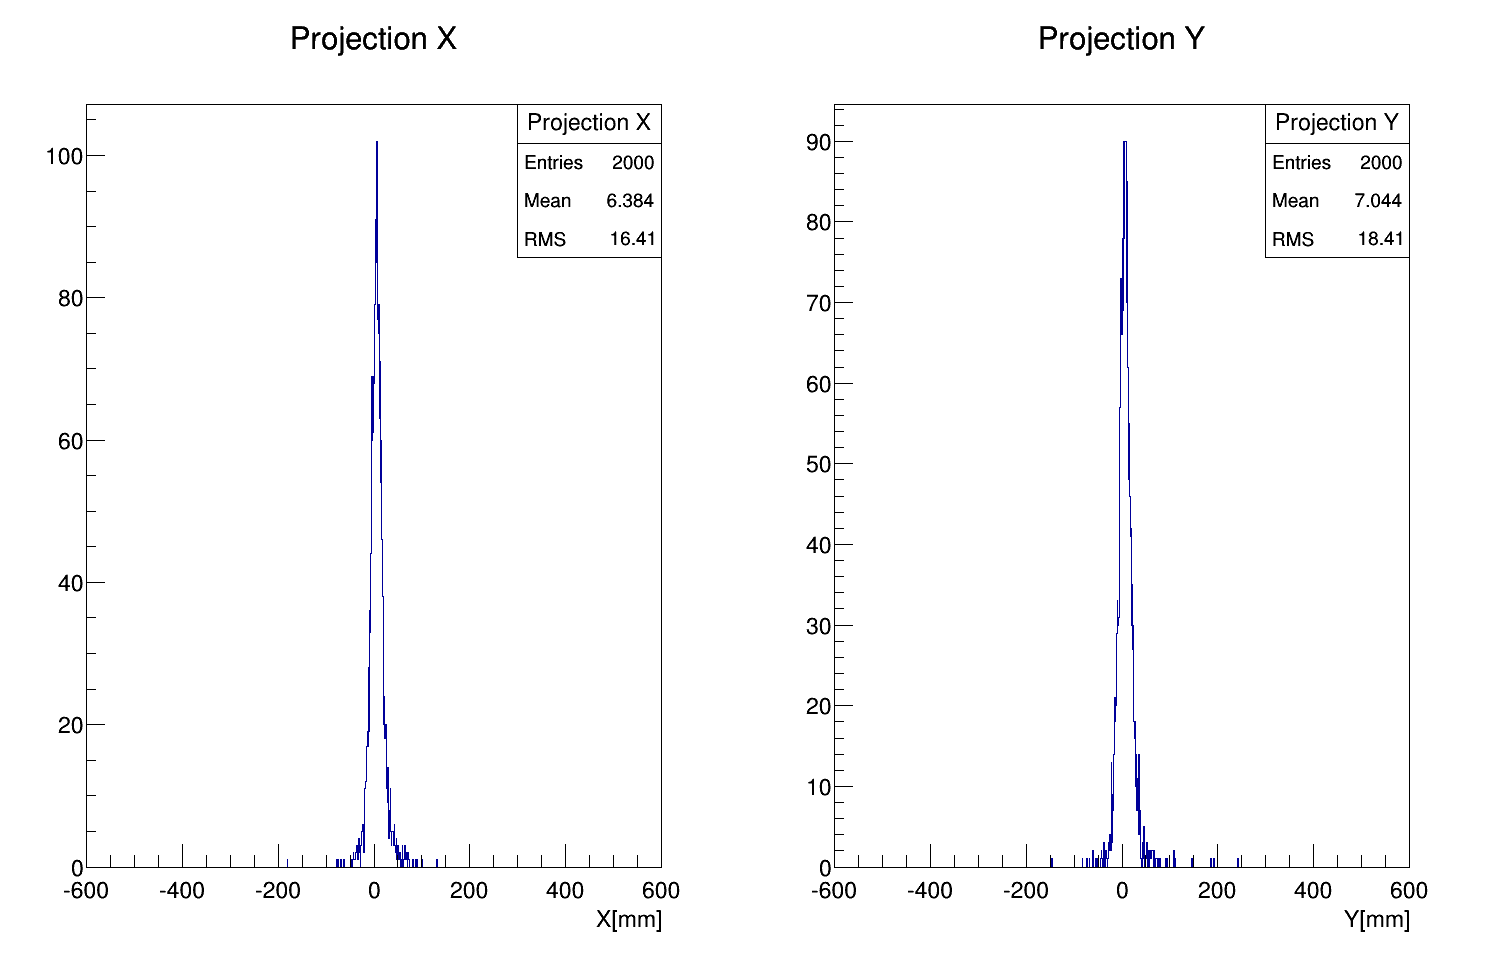 Projection X
Projection X
Entries 2000
Mean 6.384
RMS 16.41
100
80
60
40
20
0
-600 -400 -200 0 200 400 600
X[mm]
Projection Y
Projection Y
Entries 2000
Mean 7.044
RMS 18.41
90
80
70
60
50
40
30
20
10
0
-600 -400 -200 0 200 400 600
Y[mm]